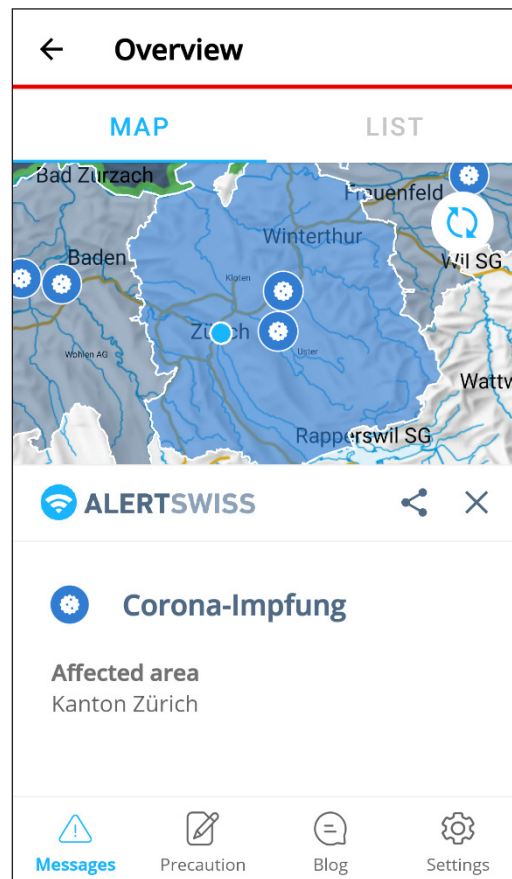 Overview
MAP
LIST
Bad Zurzach
Frauenfeld
Winterthur
Baden
Wil SG
Kloten
Zürich
Uster
Wohlen AG
Wattw
Rapperswil SG
ALERTSWISS
Corona-Impfung
Affected area
Kanton Zürich
Messages Precaution Blog Settings